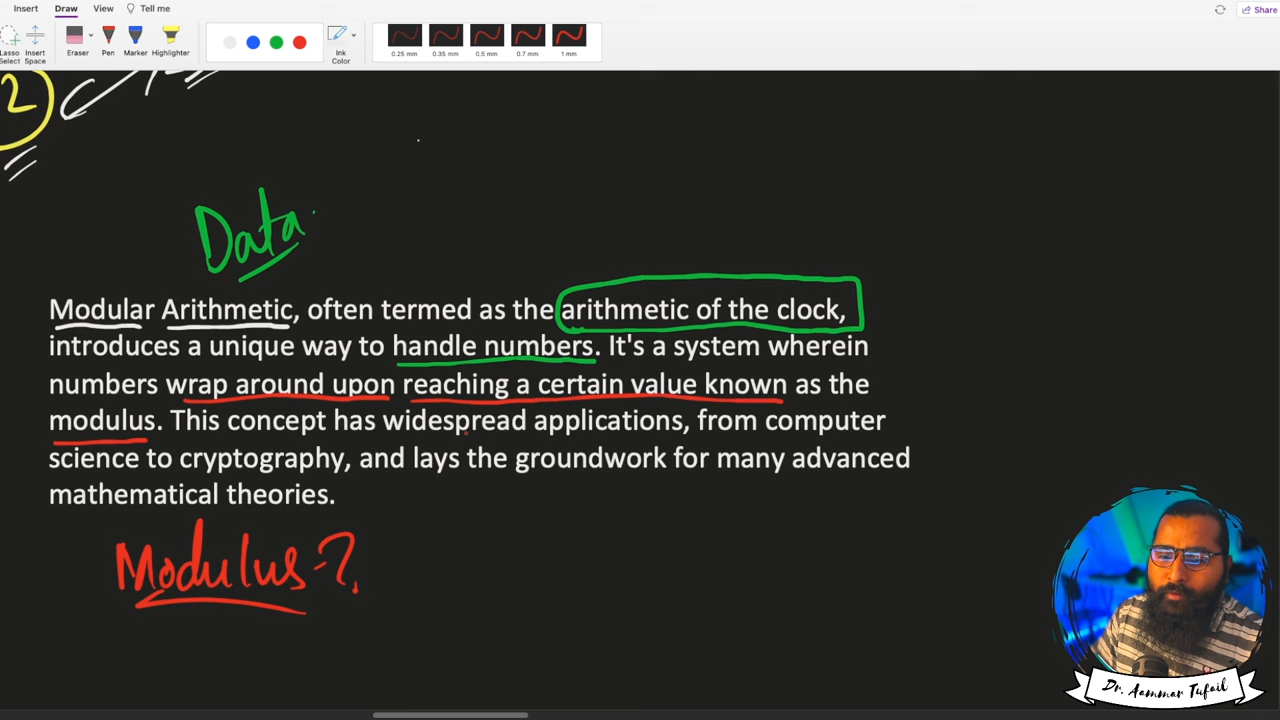 Insert Draw View Tell me Share
Lasso Select Insert Space Eraser Pen Marker Highlighter Ink Color 0.25 mm 0.35 mm 0.5 mm 0.7 mm 1 mm
2
Data
Modular Arithmetic, often termed as the arithmetic of the clock,
introduces a unique way to handle numbers. It's a system wherein
numbers wrap around upon reaching a certain value known as the
modulus. This concept has widespread applications, from computer
science to cryptography, and lays the groundwork for many advanced
mathematical theories.
Modulus-?
Dr. Aammar Tufail